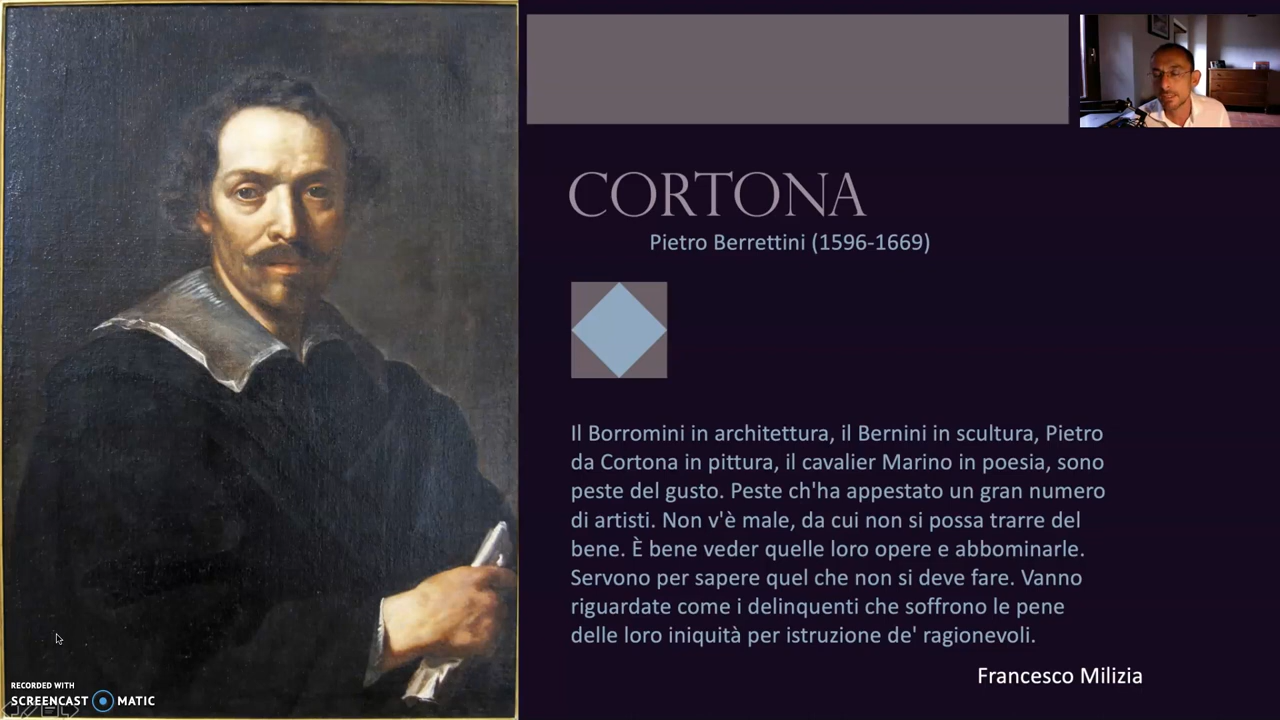 CORTONA
Pietro Berrettini (1596-1669)
Il Borromini in architettura, il Bernini in scultura, Pietro
da Cortona in pittura, il cavalier Marino in poesia, sono
peste del gusto. Peste ch'ha appestato un gran numero
di artisti. Non v'è male, da cui non si possa trarre del
bene. È bene veder quelle loro opere e abbominarle.
Servono per sapere quel che non si deve fare. Vanno
riguardate come i delinquenti che soffrono le pene
delle loro iniquità per istruzione de' ragionevoli.
Francesco Milizia
RECORDED WITH
SCREENCAST MATIC